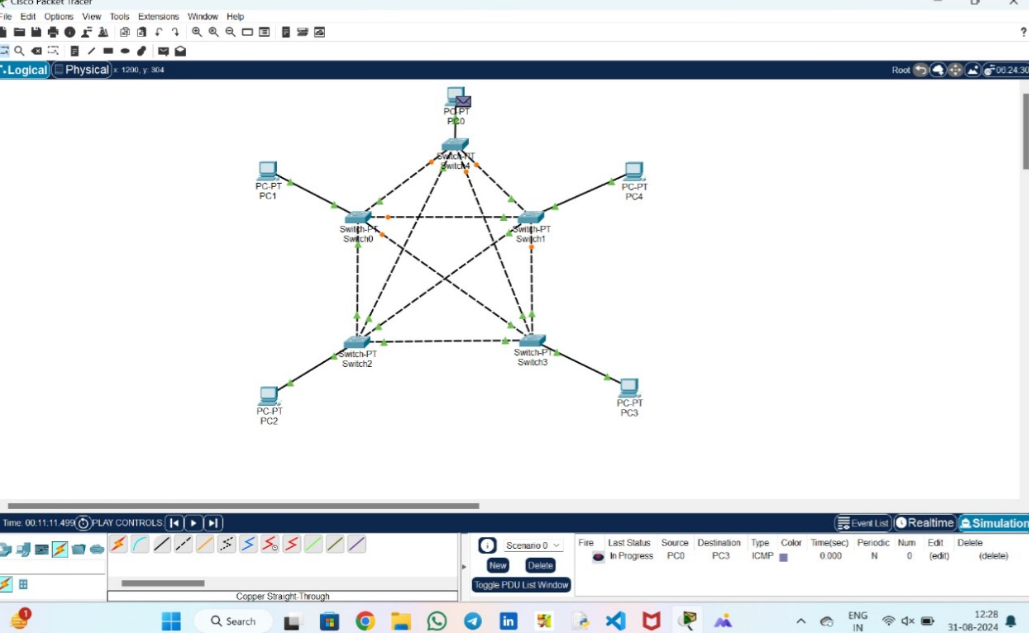 Cisco Packet Tracer
File Edit Options View Tools Extensions Window Help
?
Logical Physical x: 1200, y: 304 Root 06:24:30
PC-PT
PC0
Switch-PT
Switch4
PC-PT
PC1
PC-PT
PC4
Switch-PT
Switch0
Switch-PT
Switch1
Switch-PT
Switch2
Switch-PT
Switch3
PC-PT
PC2
PC-PT
PC3
Time: 00:11:11.499 PLAY CONTROLS: Event List Realtime Simulation
Scenario 0
New Delete
Toggle PDU List Window
Fire Last Status Source Destination Type Color Time(sec) Periodic Num Edit Delete
In Progress PC0 PC3 ICMP 0.000 N 0 (edit) (delete)
Copper Straight-Through
1
Search
ENG
IN
12:28
31-08-2024